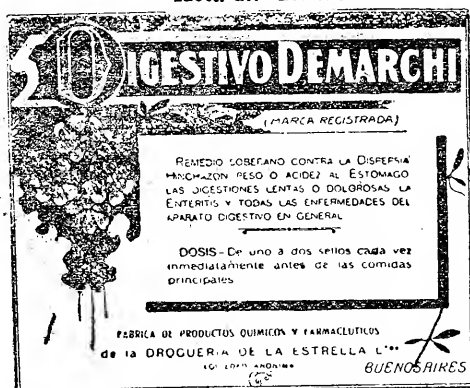 DIGESTIVO DEMARCHI
(MARCA REGISTRADA)
REMEDIO SOBERANO CONTRA LA DISPEPSIA
HINCHAZON PESO O ACIDEZ AL ESTOMAGO
LAS DIGESTIONES LENTAS O DOLOROSAS LA
ENTERITIS Y TODAS LAS ENFERMEDADES DEL
APARATO DIGESTIVO EN GENERAL
DOSIS - De uno a dos sellos cada vez
inmediatamente antes de las comidas
principales
FABRICA DE PRODUCTOS QUIMICOS Y FARMACEUTICOS
de la DROGUERIA DE LA ESTRELLA
BUENOS AIRES